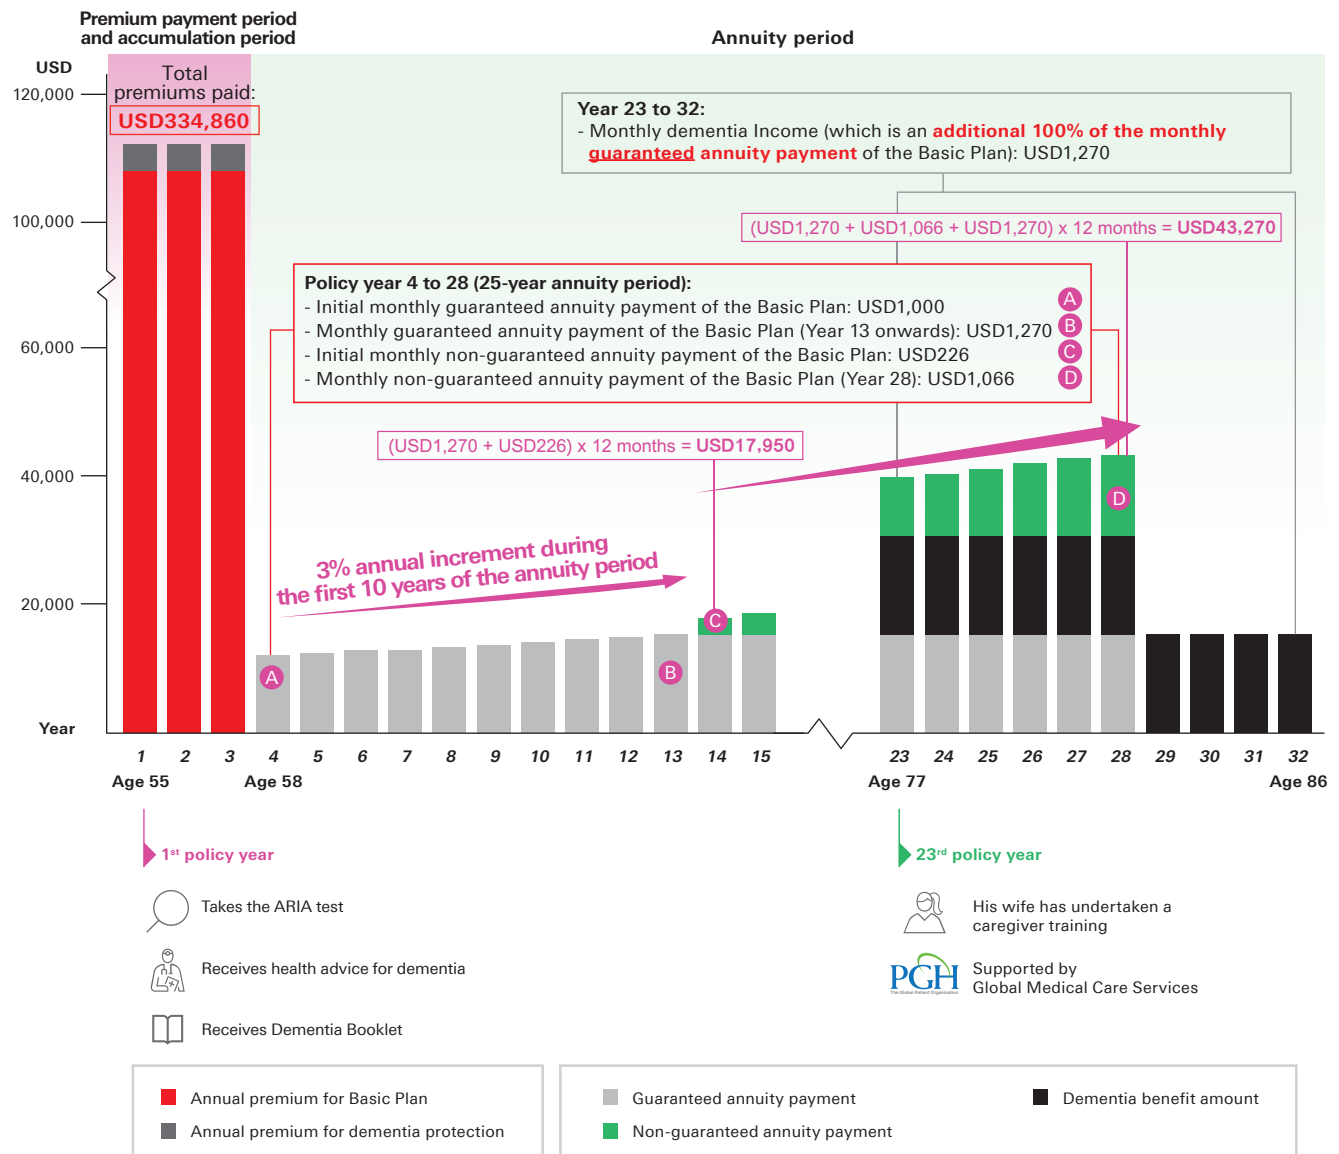 Premium payment period
and accumulation period
Annuity period
USD
120,000
100,000
60,000
40,000
20,000
Year
Total
premiums paid:
USD334,860
Year 23 to 32:
- Monthly dementia Income (which is an additional 100% of the monthly
guaranteed annuity payment of the Basic Plan): USD1,270
(USD1,270 + USD1,066 + USD1,270) x 12 months = USD43,270
Policy year 4 to 28 (25-year annuity period):
- Initial monthly guaranteed annuity payment of the Basic Plan: USD1,000 A
- Monthly guaranteed annuity payment of the Basic Plan (Year 13 onwards): USD1,270 B
- Initial monthly non-guaranteed annuity payment of the Basic Plan: USD226 C
- Monthly non-guaranteed annuity payment of the Basic Plan (Year 28): USD1,066 D
(USD1,270 + USD226) x 12 months = USD17,950
3% annual increment during
the first 10 years of the annuity period
A
B
C
D
1 2 3 4 5 6 7 8 9 10 11 12 13 14 15 23 24 25 26 27 28 29 30 31 32
Age 55 Age 58 Age 77 Age 86
1st policy year
Takes the ARIA test
Receives health advice for dementia
Receives Dementia Booklet
23rd policy year
His wife has undertaken a
caregiver training
PGH
The Global Patient Organisation
Supported by
Global Medical Care Services
Annual premium for Basic Plan
Annual premium for dementia protection
Guaranteed annuity payment
Non-guaranteed annuity payment
Dementia benefit amount